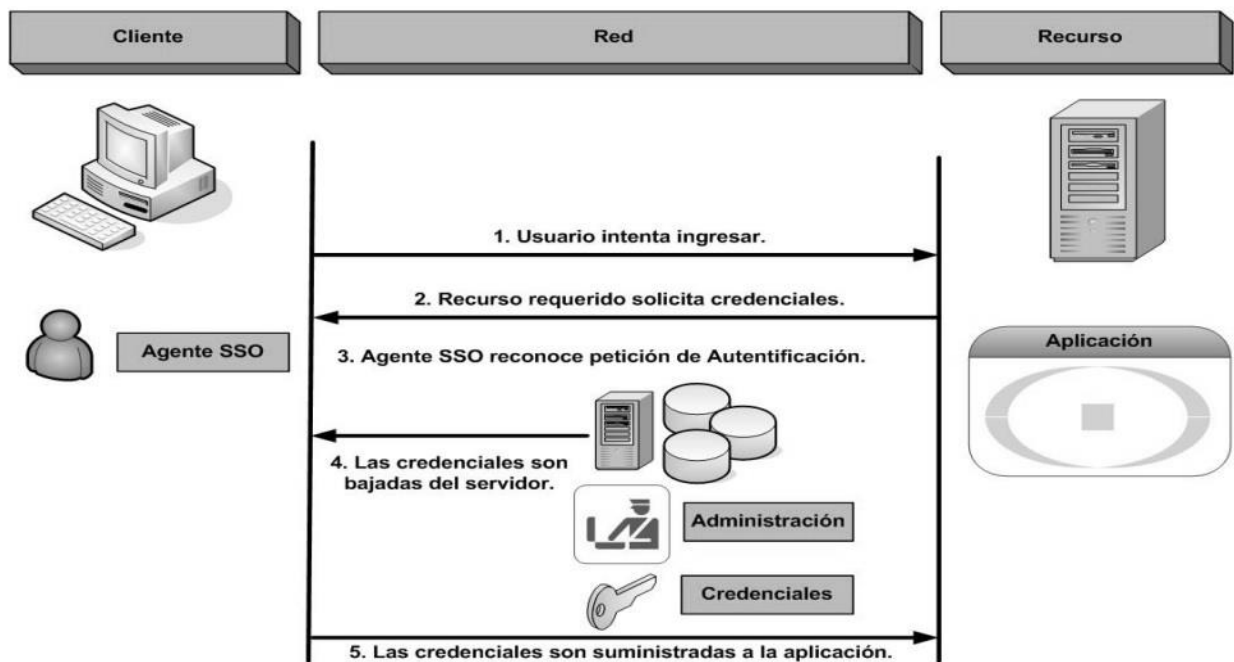 Cliente
Red
Recurso
1. Usuario intenta ingresar.
2. Recurso requerido solicita credenciales.
Agente SSO
3. Agente SSO reconoce petición de Autentificación.
Aplicación
4. Las credenciales son
bajadas del servidor.
Administración
Credenciales
5. Las credenciales son suministradas a la aplicación.